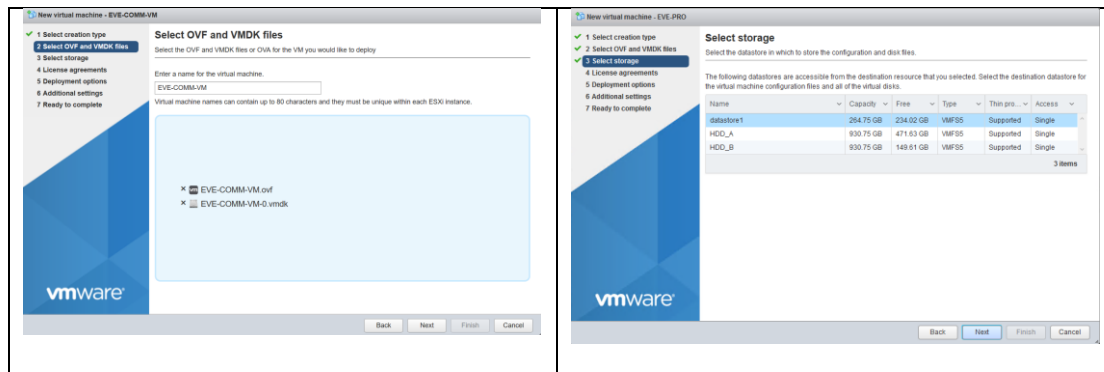 New virtual machine - EVE-COMM-VM
1 Select creation type
2 Select OVF and VMDK files
3 Select storage
4 License agreements
5 Deployment options
6 Additional settings
7 Ready to complete
Select OVF and VMDK files
Select the OVF and VMDK files or OVA for the VM you would like to deploy
Enter a name for the virtual machine.
EVE-COMM-VM
Virtual machine names can contain up to 80 characters and they must be unique within each ESXi instance.
× EVE-COMM-VM.ovf
× EVE-COMM-VM-0.vmdk
vmware
Back Next Finish Cancel
New virtual machine - EVE-PRO
1 Select creation type
2 Select OVF and VMDK files
3 Select storage
4 License agreements
5 Deployment options
6 Additional settings
7 Ready to complete
Select storage
Select the datastore in which to store the configuration and disk files.
The following datastores are accessible from the destination resource that you selected. Select the destination datastore for
the virtual machine configuration files and all of the virtual disks.
Name Capacity Free Type Thin pro... Access
datastore1 264.75 GB 234.02 GB VMFS5 Supported Single
HDD_A 930.75 GB 471.63 GB VMFS5 Supported Single
HDD_B 930.75 GB 149.61 GB VMFS5 Supported Single
3 items
vmware
Back Next Finish Cancel